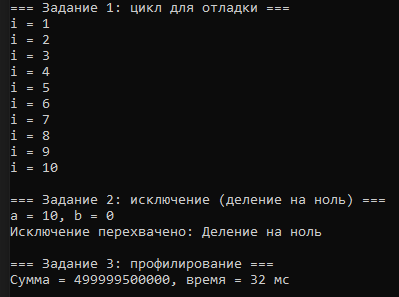 === Задание 1: цикл для отладки ===
i = 1
i = 2
i = 3
i = 4
i = 5
i = 6
i = 7
i = 8
i = 9
i = 10
=== Задание 2: исключение (деление на ноль) ===
a = 10, b = 0
Исключение перехвачено: Деление на ноль
=== Задание 3: профилирование ===
Сумма = 499999500000, время = 32 мс